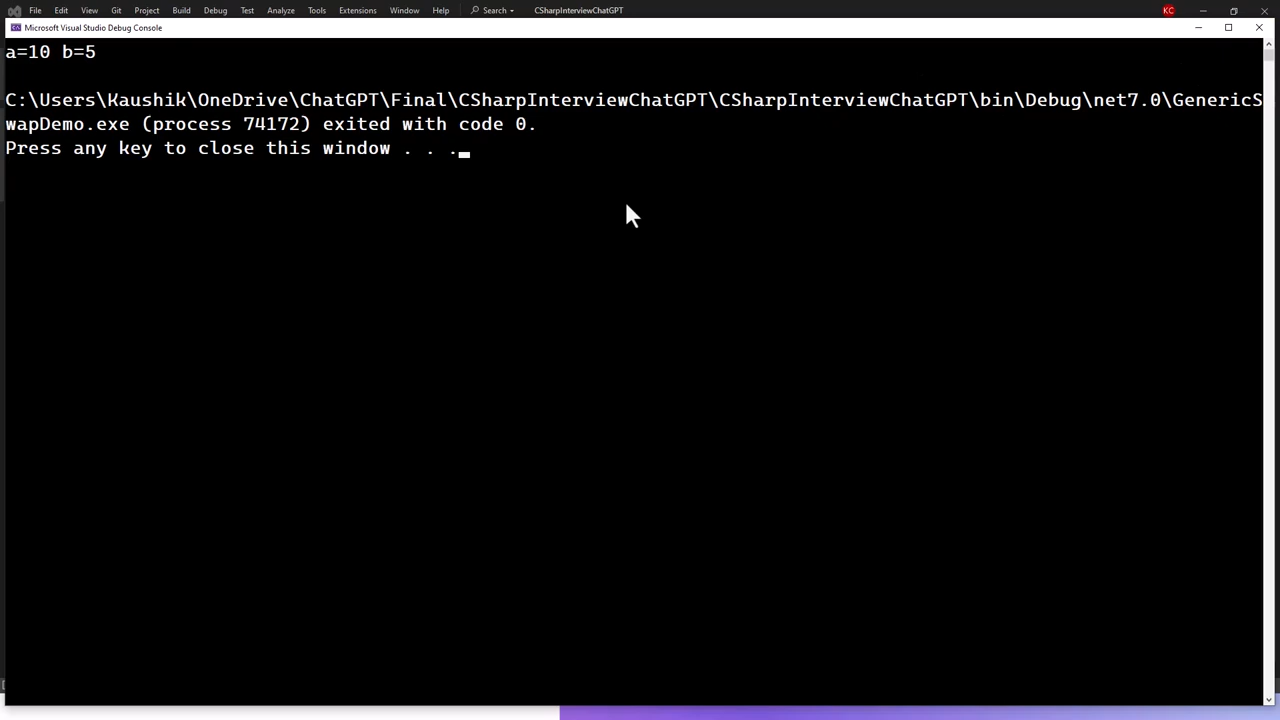 File Edit View Git Project Build Debug Test Analyze Tools Extensions Window Help Search CSharpInterviewChatGPT KC
Microsoft Visual Studio Debug Console
a=10 b=5
C:\Users\Kaushik\OneDrive\ChatGPT\Final\CSharpInterviewChatGPT\CSharpInterviewChatGPT\bin\Debug\net7.0\GenericS
wapDemo.exe (process 74172) exited with code 0.
Press any key to close this window . . .